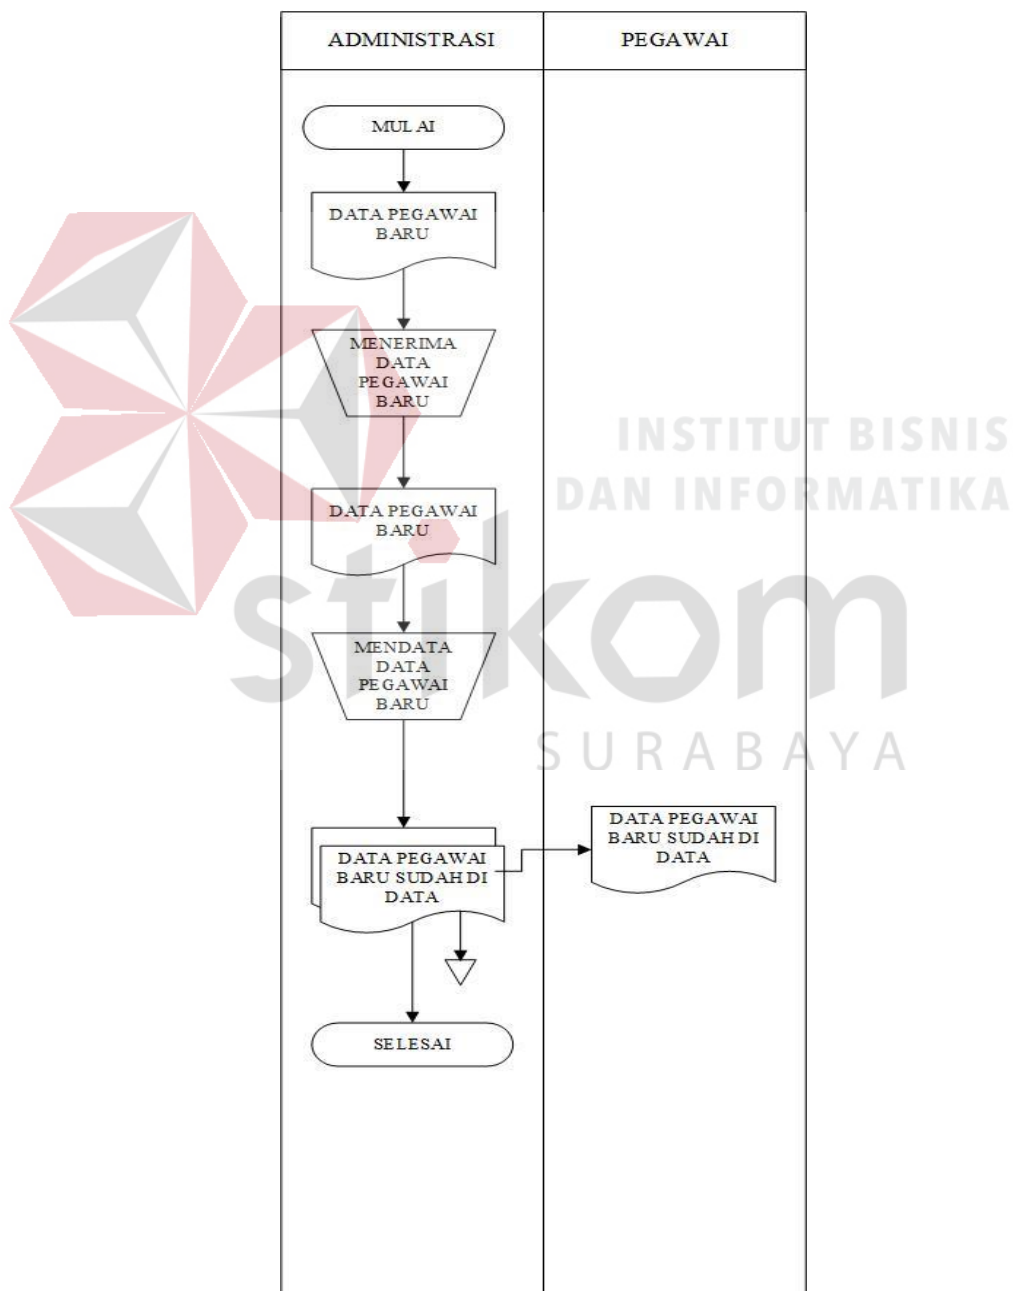 ADMINISTRASI
PEGAWAI
MULAI
DATA PEGAWAI
BARU
MENERIMA
DATA
PEGAWAI
BARU
INSTITUT BISNIS
DAN INFORMATIKA
DATA PEGAWAI
BARU
stikom
SURABAYA
MENDATA
DATA
PEGAWAI
BARU
DATA PEGAWAI
BARU SUDAH DI
DATA
DATA PEGAWAI
BARU SUDAH DI
DATA
SELESAI